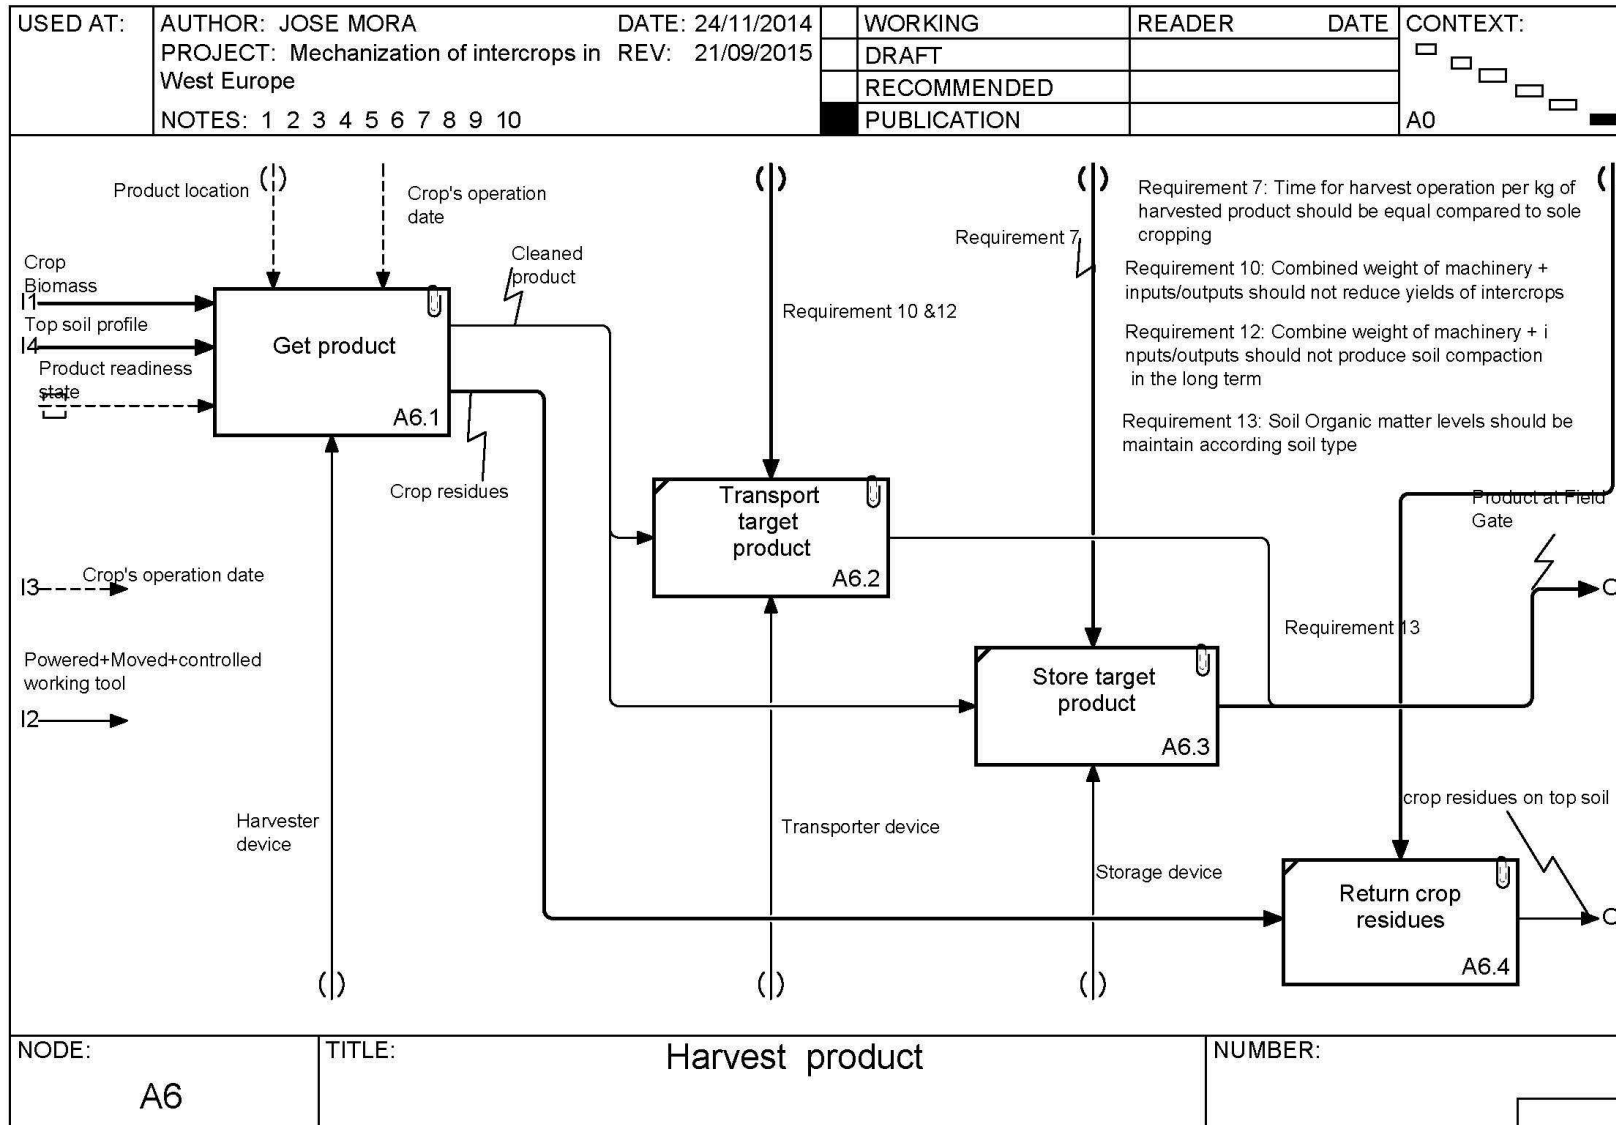 USED AT:
AUTHOR: JOSE MORA
DATE: 24/11/2014
PROJECT: Mechanization of intercrops in
REV: 21/09/2015
West Europe
NOTES: 1 2 3 4 5 6 7 8 9 10
WORKING
DRAFT
RECOMMENDED
PUBLICATION
READER
DATE
CONTEXT:
A0
Product location
Crop's operation
date
Requirement 7: Time for harvest operation per kg of
harvested product should be equal compared to sole
cropping
Requirement 7
Cleaned
product
Crop
Biomass
I1
Requirement 10: Combined weight of machinery +
inputs/outputs should not reduce yields of intercrops
Top soil profile
I4
Get product
A6.1
Requirement 10 &12
Requirement 12: Combine weight of machinery + i
nputs/outputs should not produce soil compaction
in the long term
Product readiness
state
Requirement 13: Soil Organic matter levels should be
maintain according soil type
Crop residues
Transport
target
product
A6.2
Product at Field
Gate
Crop's operation date
I3
O
Requirement 13
Powered+Moved+controlled
working tool
I2
Store target
product
A6.3
Harvester
device
Transporter device
crop residues on top soil
Storage device
Return crop
residues
A6.4
O
NODE:
A6
TITLE:
Harvest product
NUMBER: